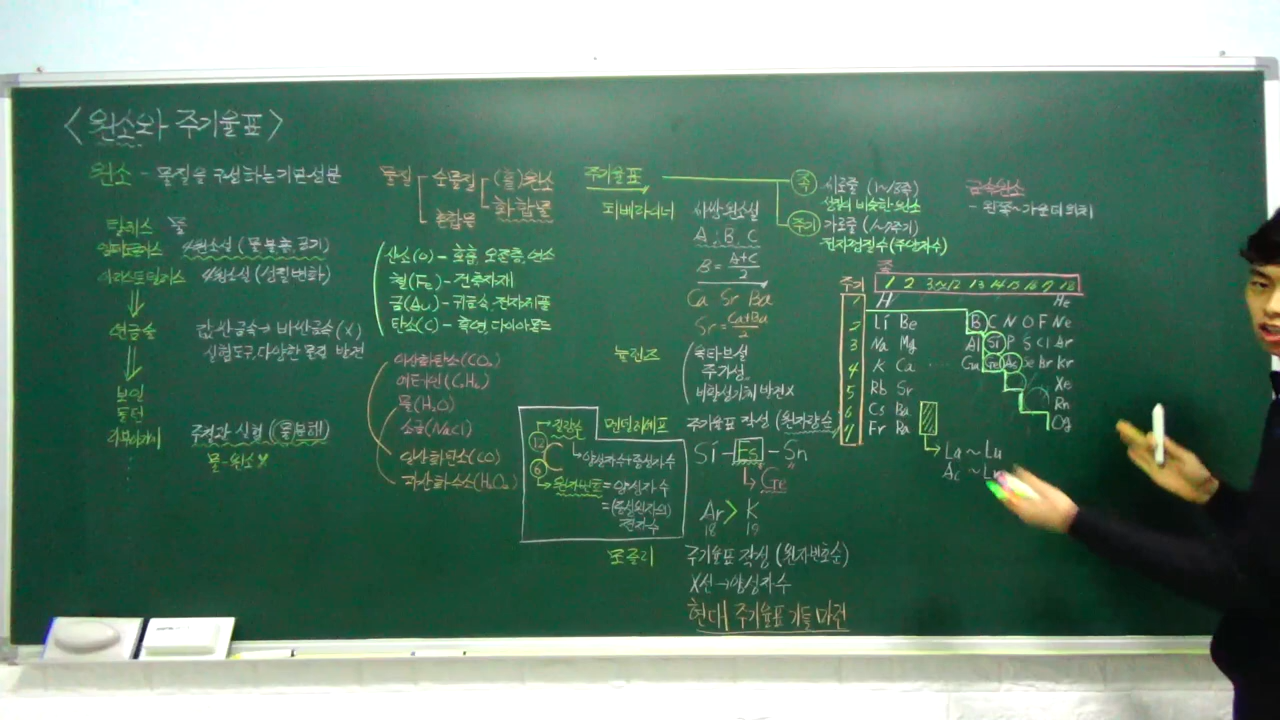 <원소와 주기율표>
원소 - 물질을 구성하는 기본성분
탈레스 물
4원소설 (물 불 흙 공기)
아리스토텔레스 4원소설 (성질변화)
연금술 값싼금속→비싼금속(X)
실험도구, 다양한 물질 발전
보일
돌턴
라부아지에 주철관 실험 (물분해)
물-원소X
물질 순물질 (홑)원소
화합물
혼합물
산소(O) - 호흡, 오존층, 연소
철(Fe) - 건축자재
금(Au) - 귀금속, 전자제품
탄소(C) - 흑연, 다이아몬드
이산화탄소(CO₂)
물(H₂O)
소금(NaCl)
일산화탄소(CO)
과산화수소(H₂O₂)
질량수
12
C
6
양성자수+중성자수
원자번호 = 양성자수
=(중성원자의)
전자수
주기율표
족 세로줄 (1~18족)
성질이 비슷한 원소
주기 가로줄 (1~7주기)
전자껍질수(주양자수)
되베라이너 세쌍원소설
A, B, C
B = A+C/2
Ca Sr Ba
Sr = Ca+Ba/2
뉴랜즈 옥타브설
주기성
비활성기체 발견X
멘델레예프 주기율표 작성 (원자량순)
Si - Es - Sn
Ge
Ar > K
18 19
모즐리 주기율표 작성 (원자번호순)
X선→양성자수
현대 주기율표 기틀 마련
금속원소
- 왼쪽~가운데 위치
족
주기 1 2 3~12 13 14 15 16 17 18
1 H He
2 Li Be B C N O F Ne
3 Na Mg Al Si P S Cl Ar
4 K Ca ···· Ga Ge As Se Br Kr
5 Rb Sr Xe
6 Cs Ba Rn
7 Fr Ra Og
La ~ Lu
Ac ~ Lr